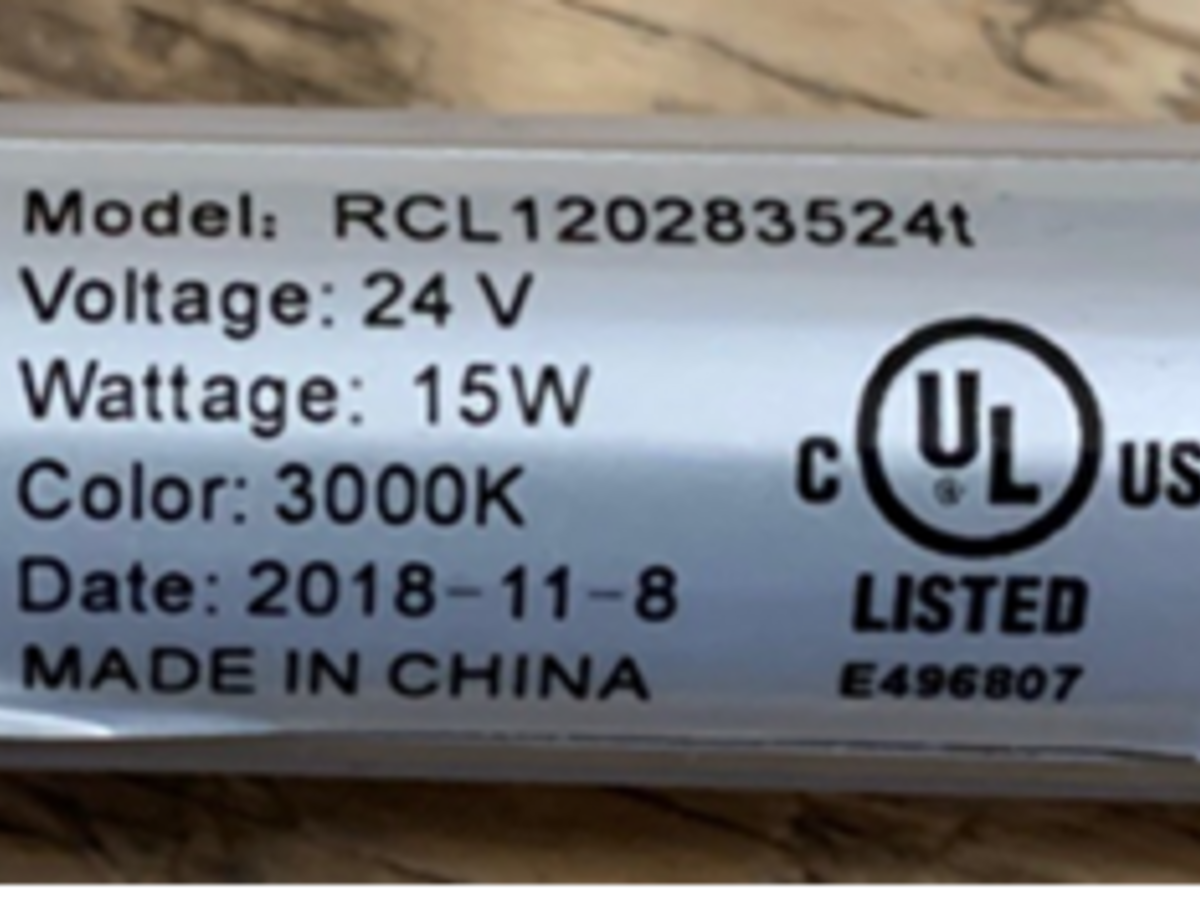 Model: RCL120283524t
Voltage: 24 V
Wattage: 15W
Color: 3000K
Date: 2018-11-8
MADE IN CHINA
C UL US
LISTED
E496807